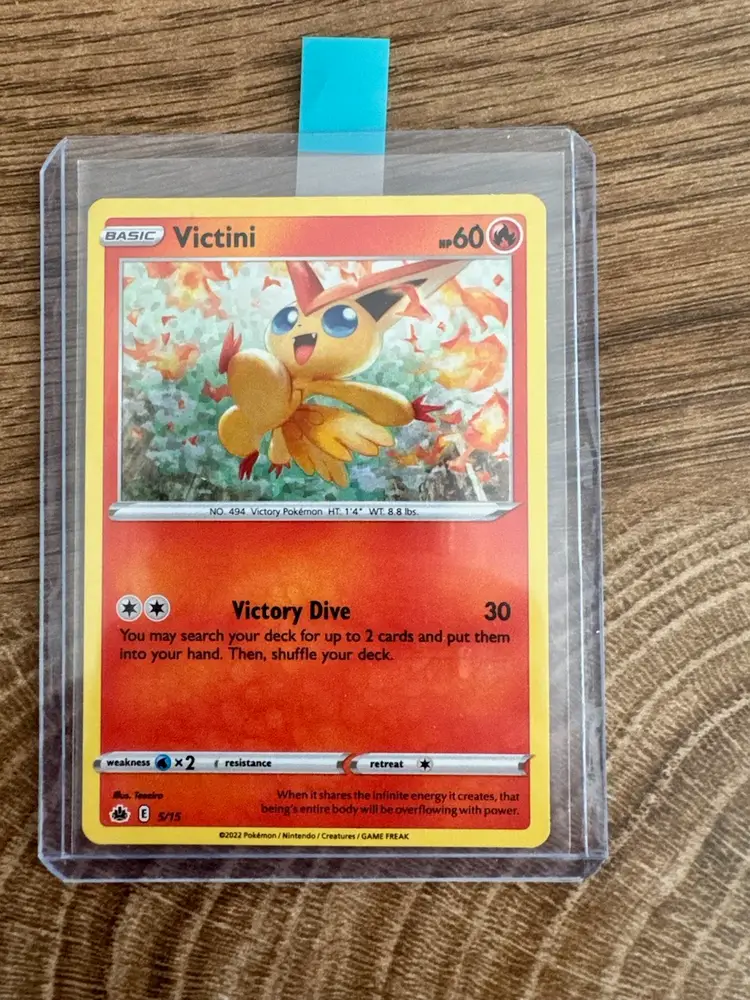 BASIC Victini HP60
NO. 494 Victory Pokémon HT: 1'4" WT: 8.8 lbs.
Victory Dive 30
You may search your deck for up to 2 cards and put them
into your hand. Then, shuffle your deck.
weakness ×2 resistance retreat
Illus. Teeziro
When it shares the infinite energy it creates, that
being's entire body will be overflowing with power.
E 5/15
©2022 Pokémon / Nintendo / Creatures / GAME FREAK